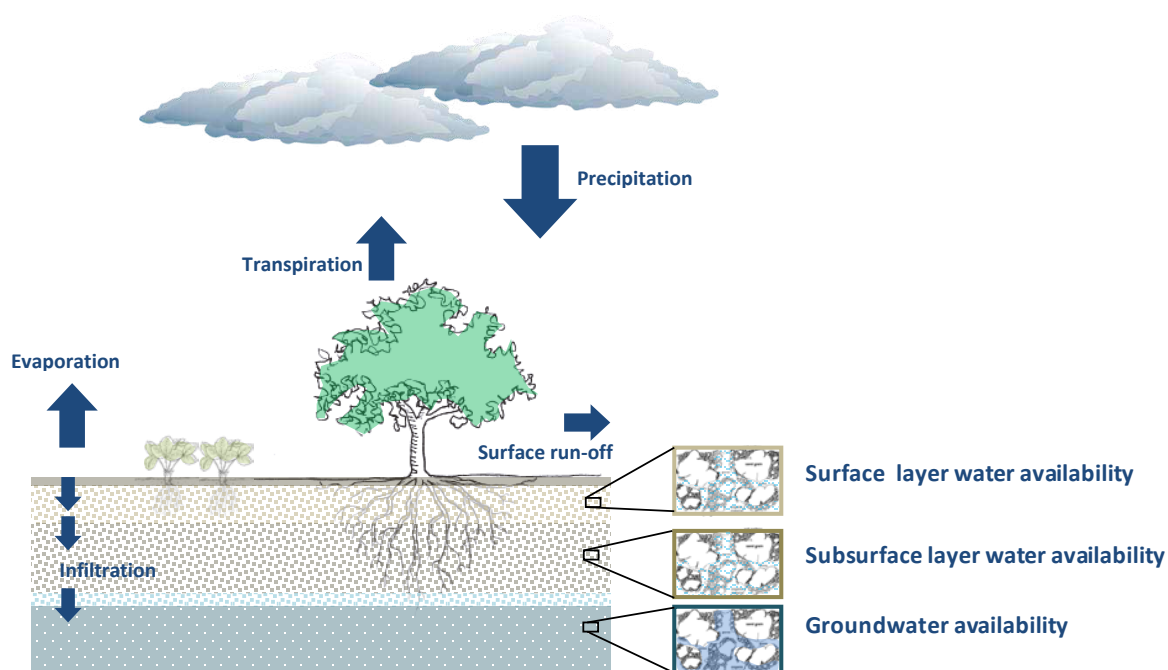 Precipitation
Transpiration
Evaporation
Surface run-off
Surface layer water availability
Subsurface layer water availability
Infiltration
Groundwater availability